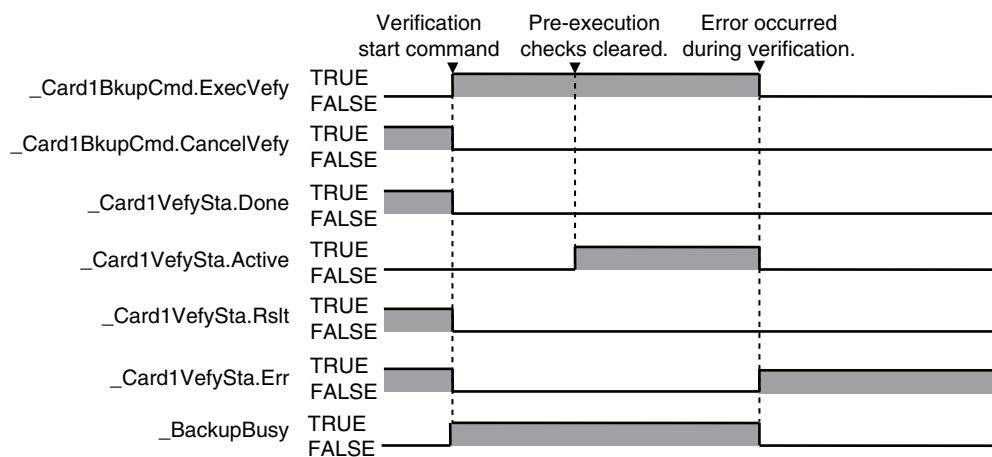 Verification
start command
Pre-execution
checks cleared.
Error occurred
during verification.
_Card1BkupCmd.ExecVefy
TRUE
FALSE
_Card1BkupCmd.CancelVefy
TRUE
FALSE
_Card1VefySta.Done
TRUE
FALSE
_Card1VefySta.Active
TRUE
FALSE
_Card1VefySta.Rslt
TRUE
FALSE
_Card1VefySta.Err
TRUE
FALSE
_BackupBusy
TRUE
FALSE